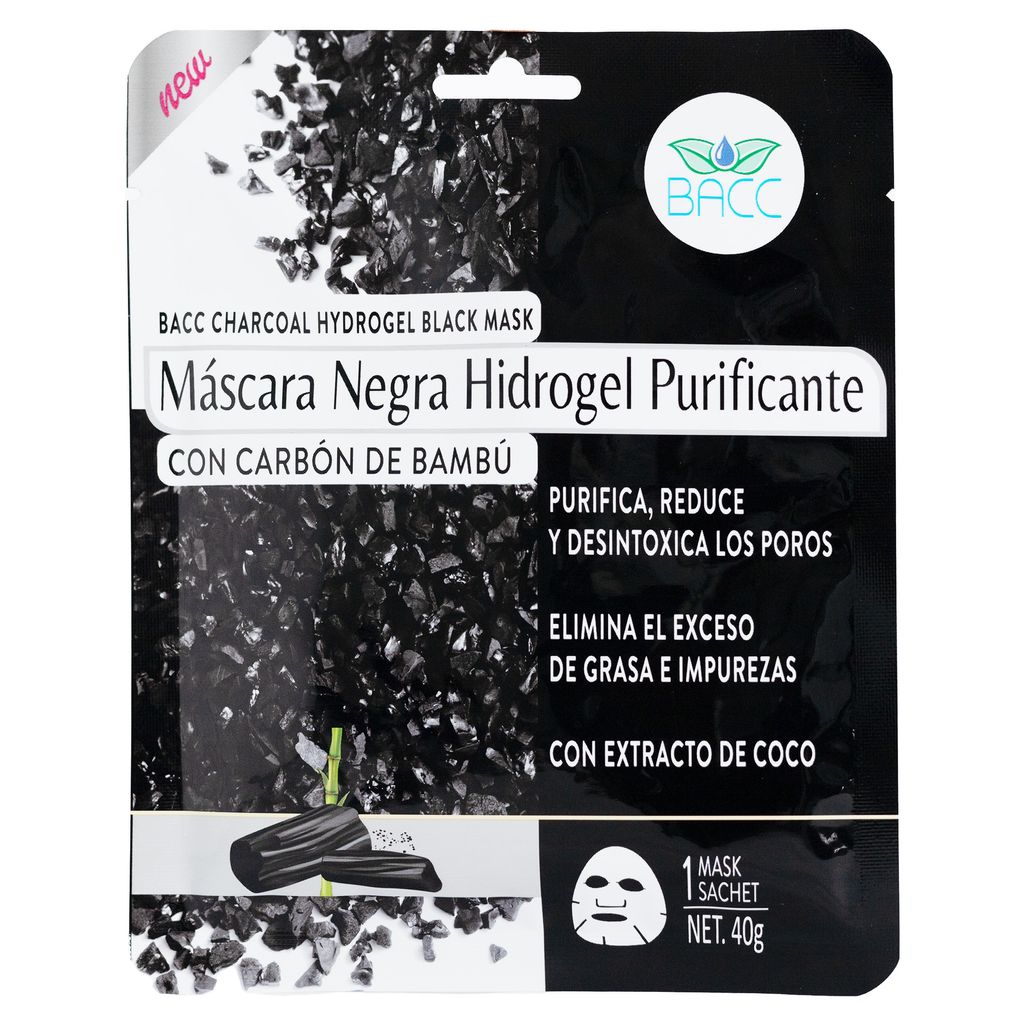 new
BACC
BACC CHARCOAL HYDROGEL BLACK MASK
Máscara Negra Hidrogel Purificante
CON CARBÓN DE BAMBÚ
PURIFICA, REDUCE
Y DESINTOXICA LOS POROS
ELIMINA EL EXCESO
DE GRASA E IMPUREZAS
CON EXTRACTO DE COCO
1 MASK
SACHET
NET. 40g